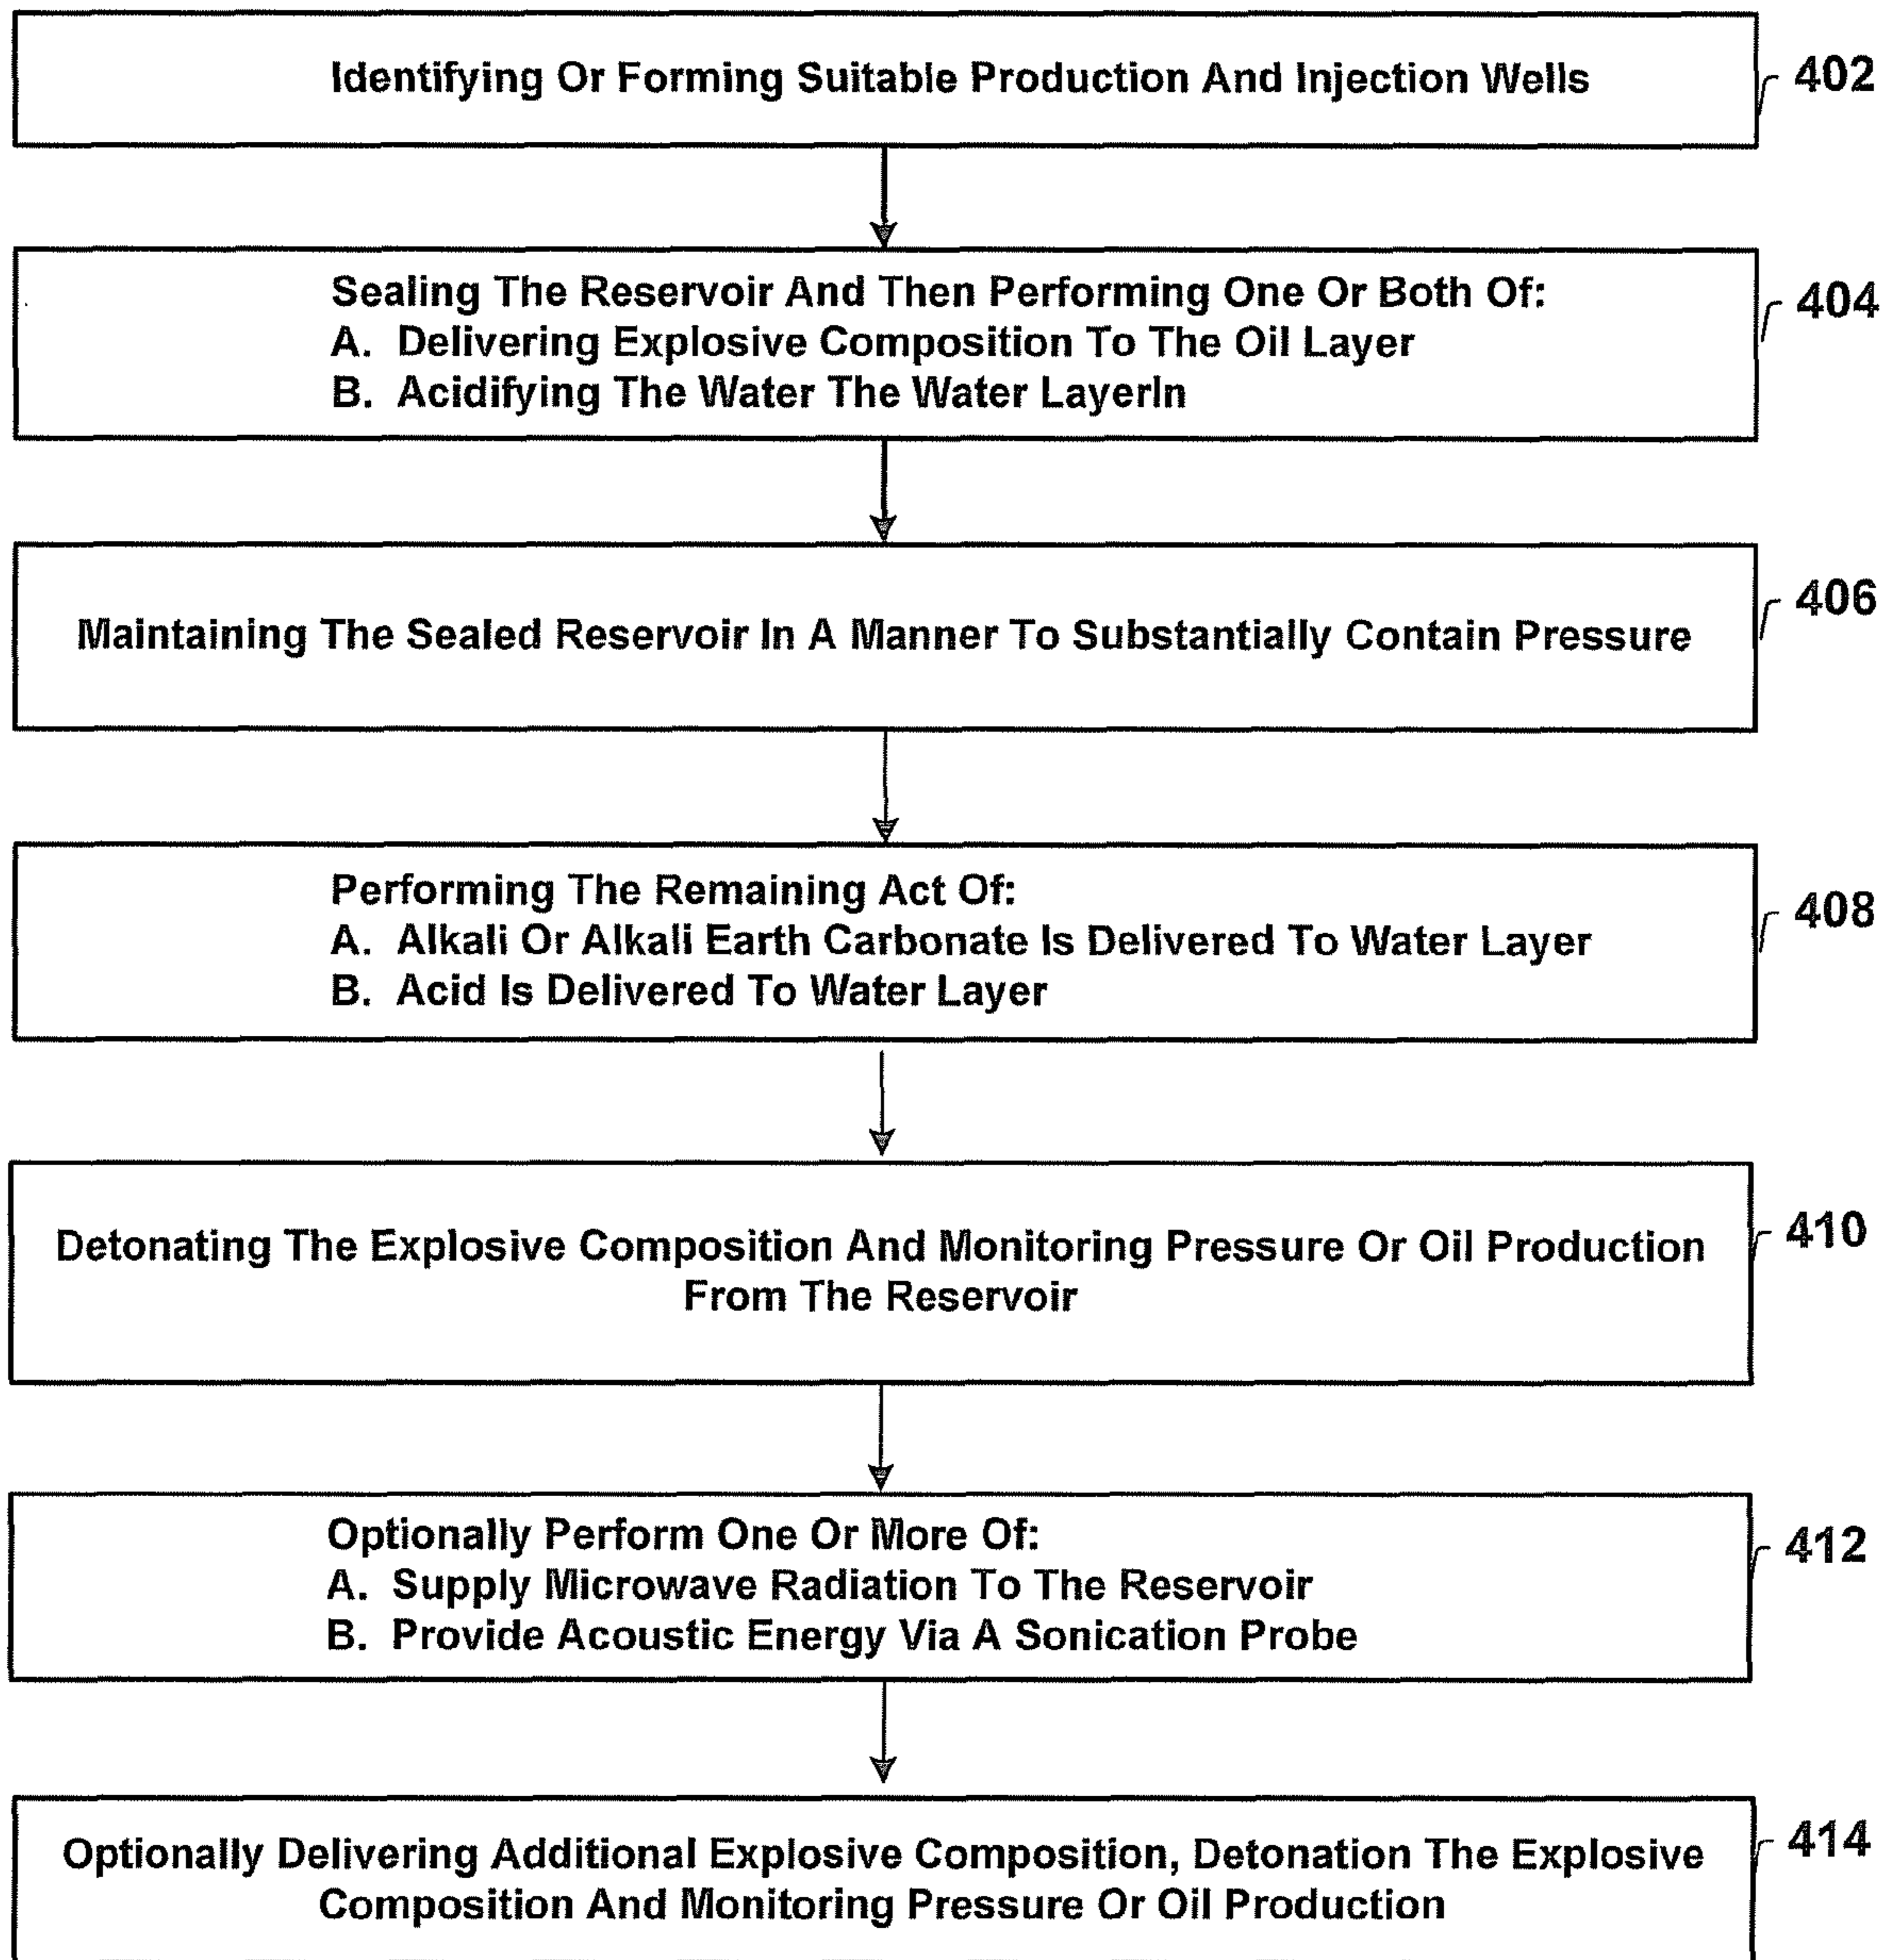 Identifying Or Forming Suitable Production And Injection Wells
402
Sealing The Reservoir And Then Performing One Or Both Of:
A. Delivering Explosive Composition To The Oil Layer
B. Acidifying The Water The Water LayerIn
404
Maintaining The Sealed Reservoir In A Manner To Substantially Contain Pressure
406
Performing The Remaining Act Of:
A. Alkali Or Alkali Earth Carbonate Is Delivered To Water Layer
B. Acid Is Delivered To Water Layer
408
Detonating The Explosive Composition And Monitoring Pressure Or Oil Production
From The Reservoir
410
Optionally Perform One Or More Of:
A. Supply Microwave Radiation To The Reservoir
B. Provide Acoustic Energy Via A Sonication Probe
412
Optionally Delivering Additional Explosive Composition, Detonation The Explosive
Composition And Monitoring Pressure Or Oil Production
414